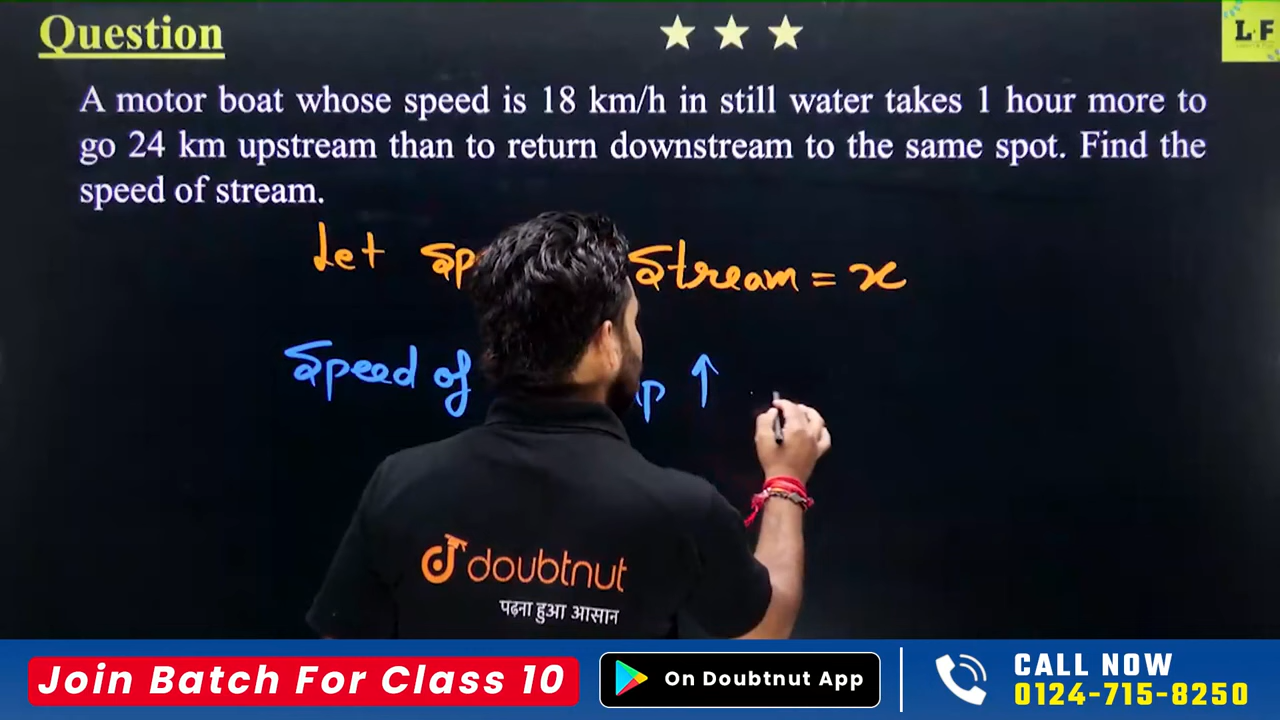 Question
L F
A motor boat whose speed is 18 km/h in still water takes 1 hour more to
go 24 km upstream than to return downstream to the same spot. Find the
speed of stream.
Let Stream = x
Speed of ↑
doubtnut
पढ़ना हुआ आसान
Join Batch For Class 10
On Doubtnut App
CALL NOW
0124-715-8250